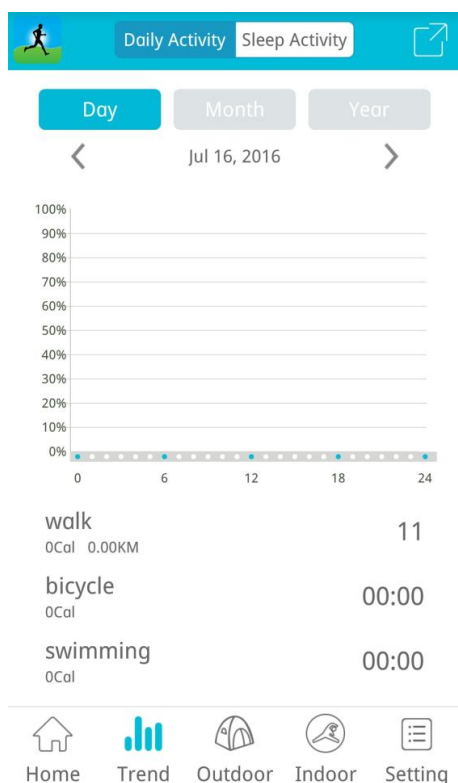 Daily Activity Sleep Activity
Day Month Year
Jul 16, 2016
100%
90%
80%
70%
60%
50%
40%
30%
20%
10%
0%
0 6 12 18 24
walk 11
0Cal 0.00KM
bicycle 00:00
0Cal
swimming 00:00
0Cal
Home Trend Outdoor Indoor Setting